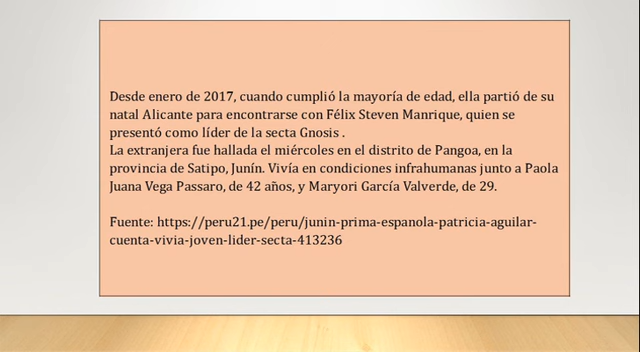 Desde enero de 2017, cuando cumplió la mayoría de edad, ella partió de su
natal Alicante para encontrarse con Félix Steven Manrique, quien se
presentó como líder de la secta Gnosis .
La extranjera fue hallada el miércoles en el distrito de Pangoa, en la
provincia de Satipo, Junín. Vivía en condiciones infrahumanas junto a Paola
Juana Vega Passaro, de 42 años, y Maryori García Valverde, de 29.
Fuente: https://peru21.pe/peru/junin-prima-espanola-patricia-aguilar-
cuenta-vivia-joven-lider-secta-413236